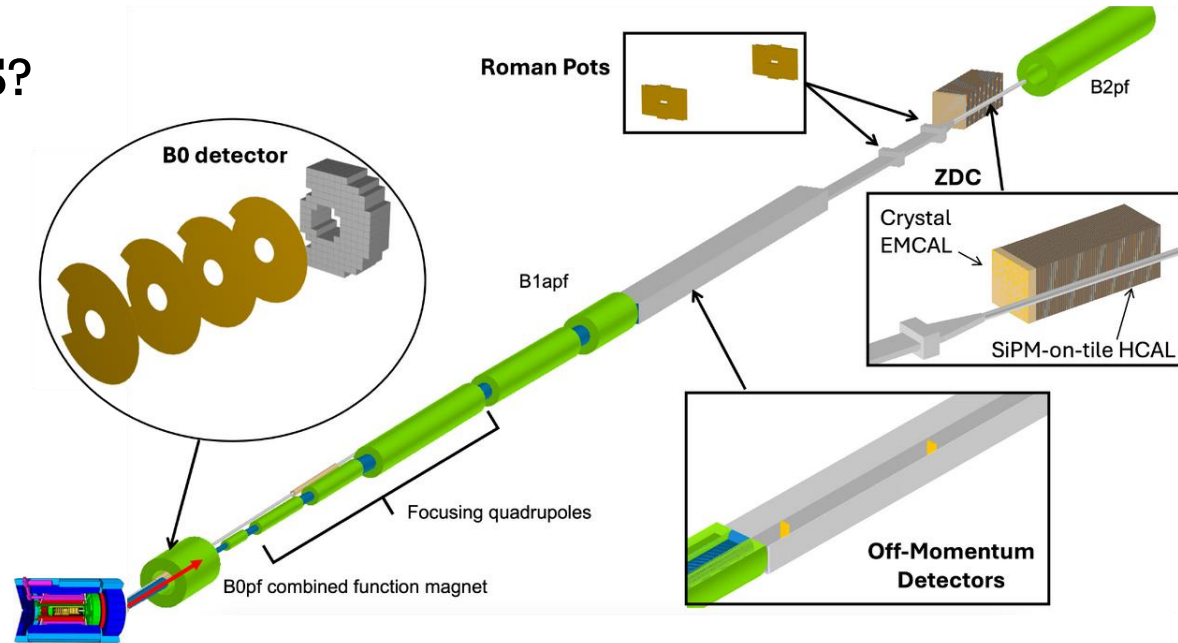 ?
Roman Pots
B2pf
B0 detector
ZDC
Crystal
EMCAL
B1apf
SiPM-on-tile HCAL
Focusing quadrupoles
Off-Momentum
Detectors
B0pf combined function magnet